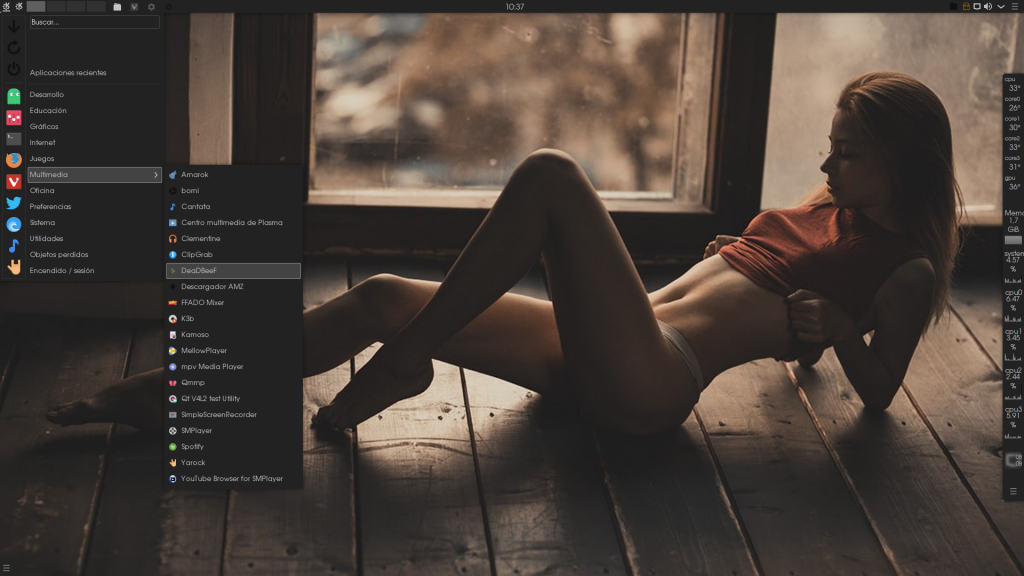 10:37
Buscar...
Aplicaciones recientes
Desarrollo
Educación
Gráficos
Internet
Juegos
Multimedia
Oficina
Preferencias
Sistema
Utilidades
Objetos perdidos
Encendido / sesión
Amarok
bomi
Cantata
Centro multimedia de Plasma
Clementine
ClipGrab
DeaDBeeF
Descargador AMZ
FFADO Mixer
K3b
Kamoso
MellowPlayer
mpv Media Player
Qmmp
Qt V4L2 test Utility
SimpleScreenRecorder
SMPlayer
Spotify
Yarock
YouTube Browser for SMPlayer
cpu
33°
core0
26°
core1
30°
core2
33°
core3
31°
gpu
36°
Memo
1.7
GiB
system
4.57
%
cpu0
6.47
%
cpu1
3.45
%
cpu2
2.44
%
cpu3
5.91
%